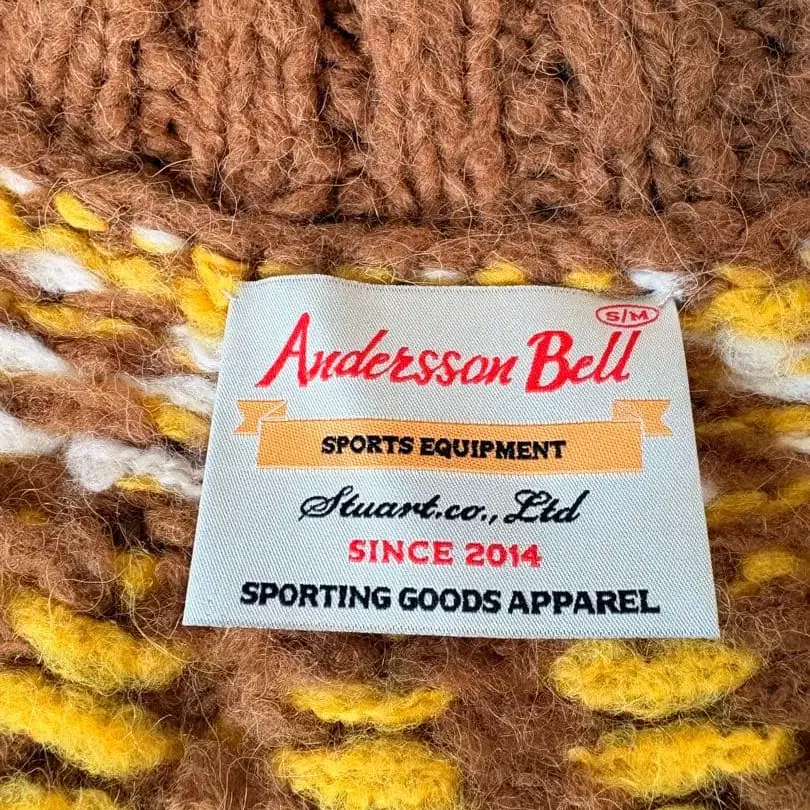 S/M
Andersson Bell
SPORTS EQUIPMENT
Stuart.co., Ltd
SINCE 2014
SPORTING GOODS APPAREL